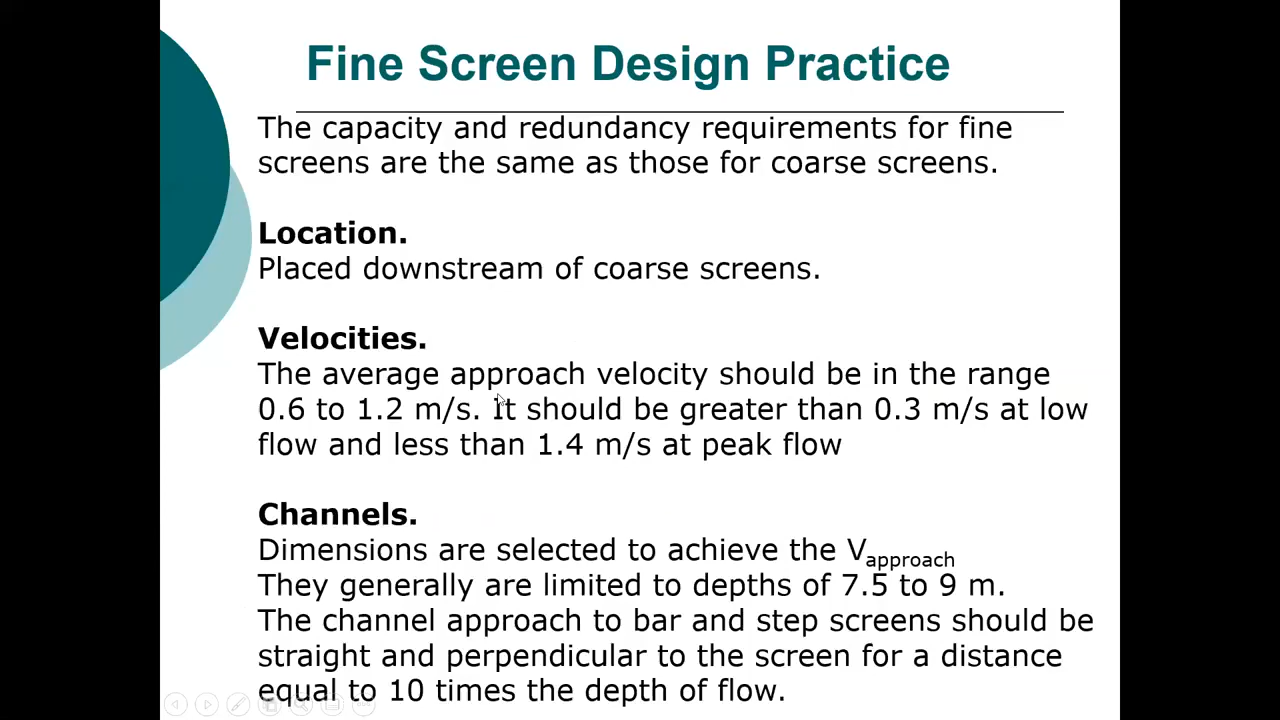 Fine Screen Design Practice
The capacity and redundancy requirements for fine
screens are the same as those for coarse screens.
Location.
Placed downstream of coarse screens.
Velocities.
The average approach velocity should be in the range
0.6 to 1.2 m/s. It should be greater than 0.3 m/s at low
flow and less than 1.4 m/s at peak flow
Channels.
Dimensions are selected to achieve the Vapproach
They generally are limited to depths of 7.5 to 9 m.
The channel approach to bar and step screens should be
straight and perpendicular to the screen for a distance
equal to 10 times the depth of flow.